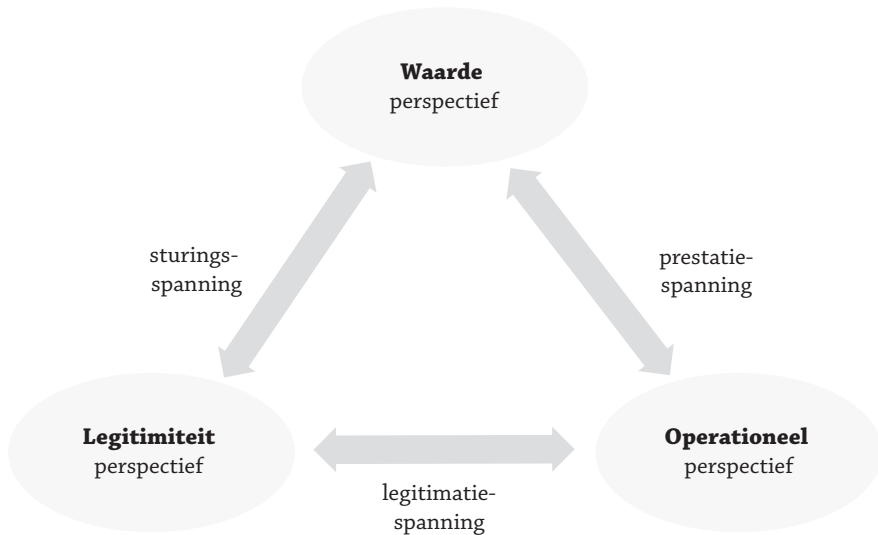 Waarde
perspectief
sturings-
spanning
prestatie-
spanning
Legitimiteit
perspectief
Operationeel
perspectief
legitimatie-
spanning